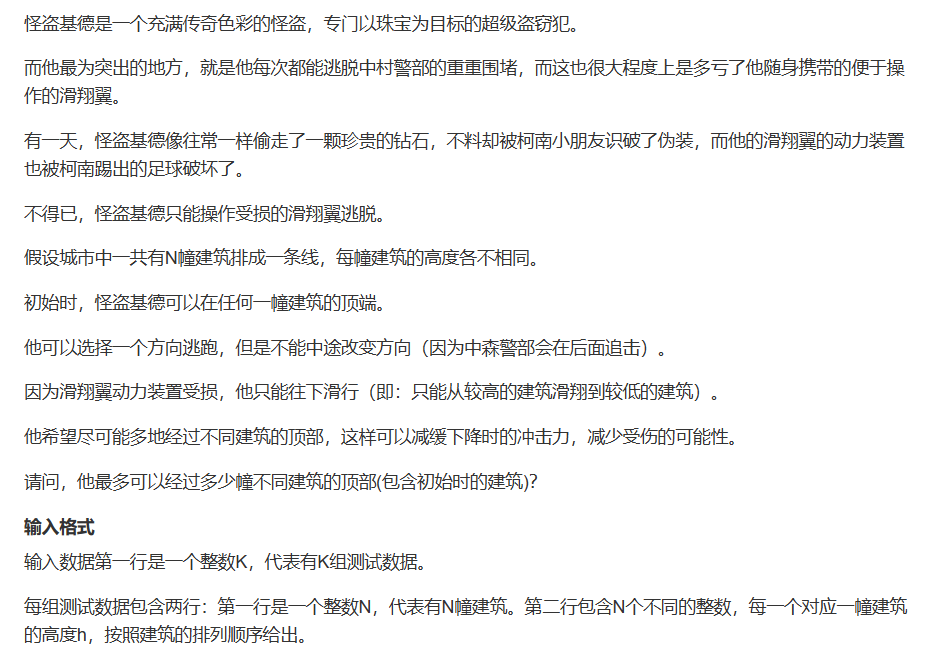 怪盗基德是一个充满传奇色彩的怪盗，专门以珠宝为目标的超级盗窃犯。
而他最为突出的地方，就是他每次都能逃脱中村警部的重重围堵，而这也很大程度上是多亏了他随身携带的便于操
作的滑翔翼。
有一天，怪盗基德像往常一样偷走了一颗珍贵的钻石，不料却被柯南小朋友识破了伪装，而他的滑翔翼的动力装置
也被柯南踢出的足球破坏了。
不得已，怪盗基德只能操作受损的滑翔翼逃脱。
假设城市中一共有N幢建筑排成一条线，每幢建筑的高度各不相同。
初始时，怪盗基德可以在任何一幢建筑的顶端。
他可以选择一个方向逃跑，但是不能中途改变方向（因为中森警部会在后面追击）。
因为滑翔翼动力装置受损，他只能往下滑行（即：只能从较高的建筑滑翔到较低的建筑）。
他希望尽可能多地经过不同建筑的顶部，这样可以减缓下降时的冲击力，减少受伤的可能性。
请问，他最多可以经过多少幢不同建筑的顶部(包含初始时的建筑)?
输入格式
输入数据第一行是一个整数K，代表有K组测试数据。
每组测试数据包含两行：第一行是一个整数N，代表有N幢建筑。第二行包含N个不同的整数，每一个对应一幢建筑
的高度h，按照建筑的排列顺序给出。